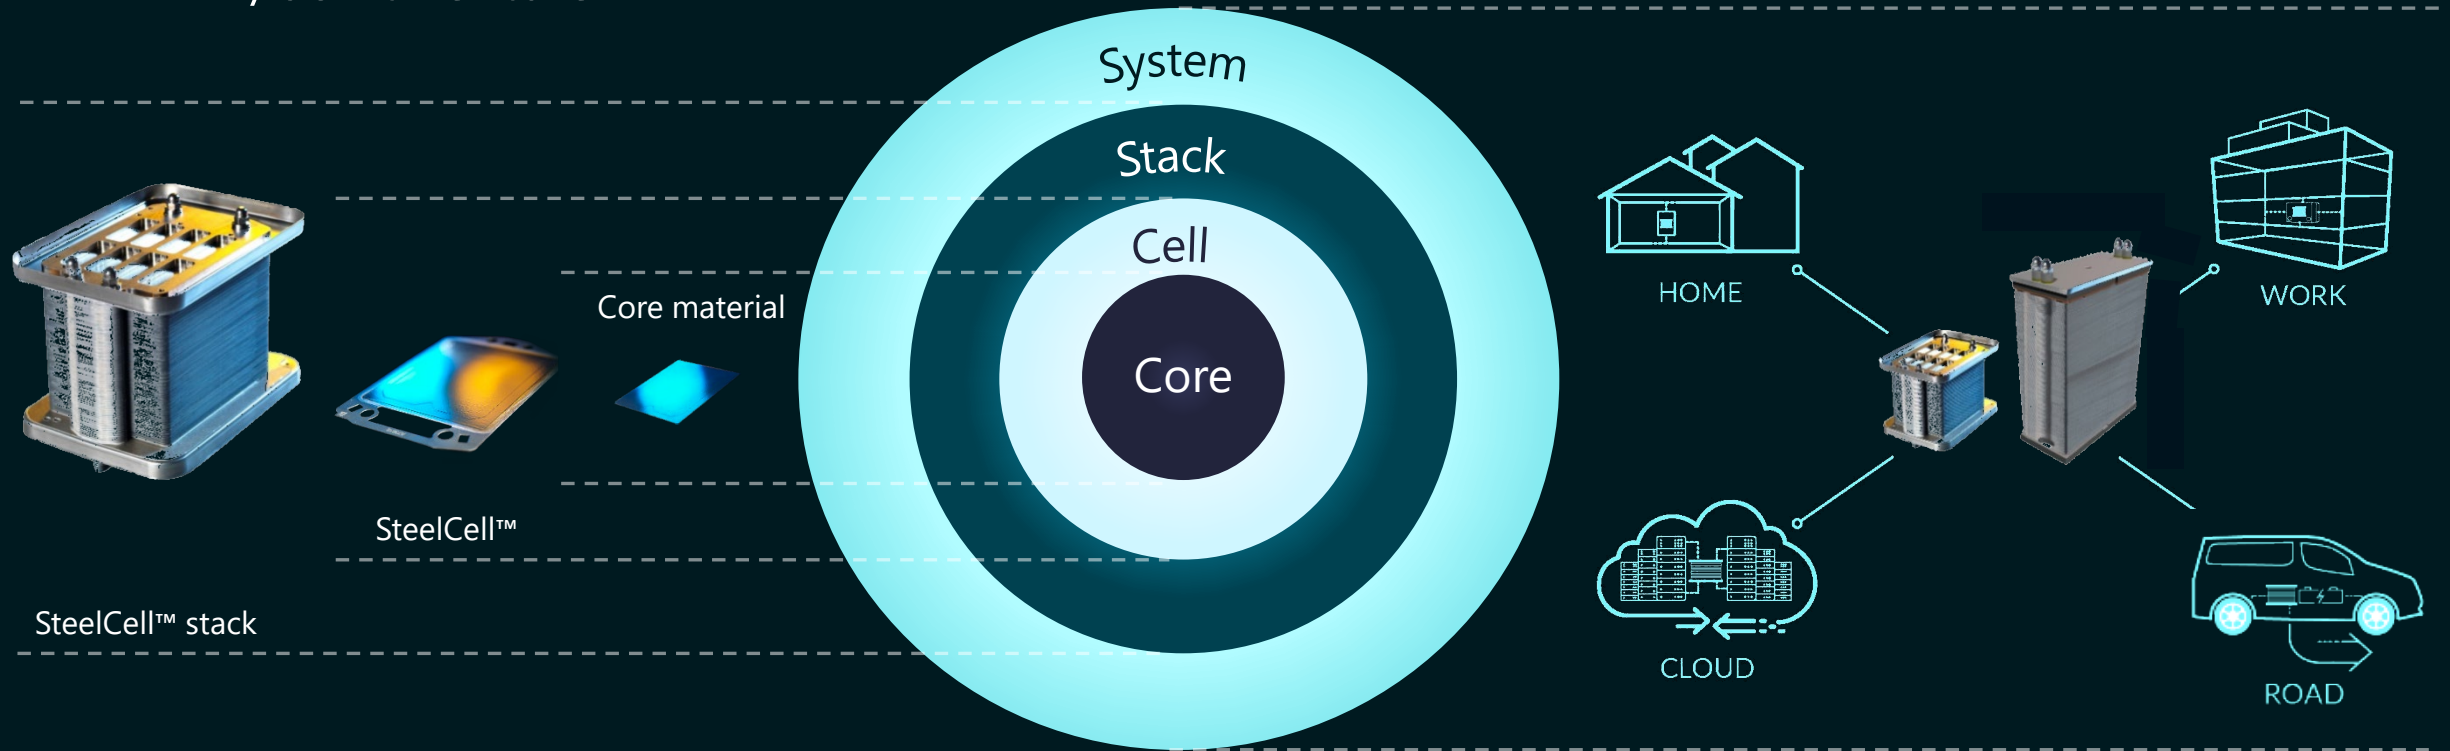 System
Stack
Cell
Core
Core material
SteelCell™
SteelCell™ stack
HOME
WORK
CLOUD
ROAD